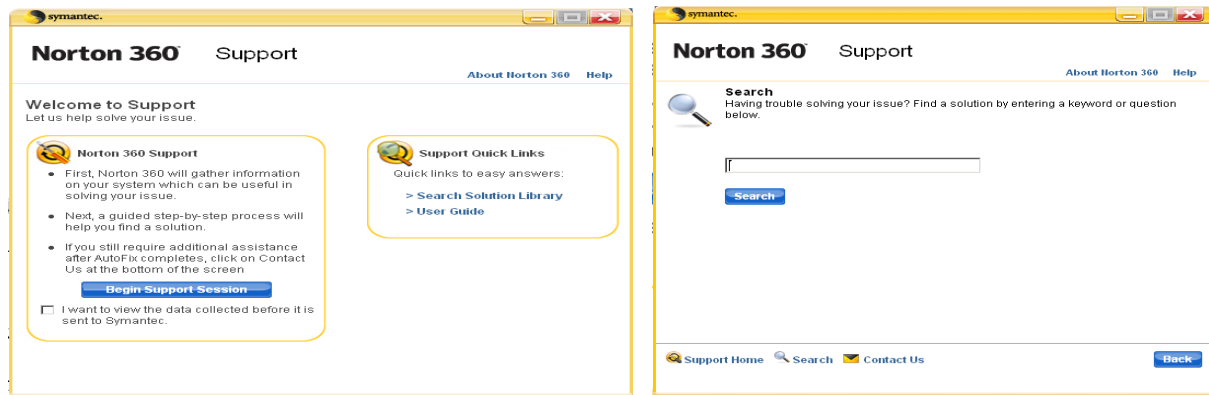 symantec.
Norton 360 Support
About Norton 360 Help
Welcome to Support
Let us help solve your issue.
Norton 360 Support
First, Norton 360 will gather information
on your system which can be useful in
solving your issue.
Next, a guided step-by-step process will
help you find a solution.
If you still require additional assistance
after AutoFix completes, click on Contact
Us at the bottom of the screen
Begin Support Session
I want to view the data collected before it is
sent to Symantec.
Support Quick Links
Quick links to easy answers:
> Search Solution Library
> User Guide
symantec.
Norton 360 Support
About Norton 360 Help
Search
Having trouble solving your issue? Find a solution by entering a keyword or question
below.
Search
Support Home Search Contact Us
Back